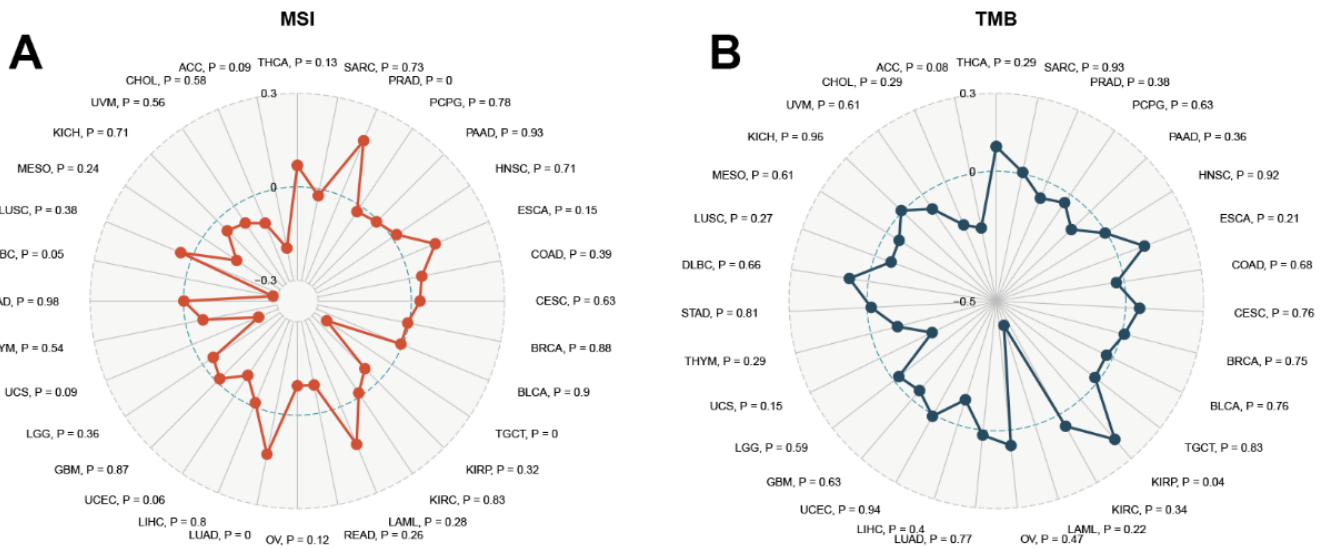 MSI
TMB
A
B
THCA, P = 0.13
SARC, P = 0.73
PRAD, P = 0
PCPG, P = 0.78
PAAD, P = 0.93
HNSC, P = 0.71
ESCA, P = 0.15
COAD, P = 0.39
CESC, P = 0.63
BRCA, P = 0.88
BLCA, P = 0.9
TGCT, P = 0
KIRP, P = 0.32
KIRC, P = 0.83
LAML, P = 0.28
READ, P = 0.26
OV, P = 0.12
LUAD, P = 0
LIHC, P = 0.8
UCEC, P = 0.06
GBM, P = 0.87
LGG, P = 0.36
UCS, P = 0.09
YM, P = 0.54
AD, P = 0.98
BC, P = 0.05
LUSC, P = 0.38
MESO, P = 0.24
KICH, P = 0.71
UVM, P = 0.56
CHOL, P = 0.58
ACC, P = 0.09
0.3
0
−0.3
THCA, P = 0.29
SARC, P = 0.93
PRAD, P = 0.38
PCPG, P = 0.63
PAAD, P = 0.36
HNSC, P = 0.92
ESCA, P = 0.21
COAD, P = 0.68
CESC, P = 0.76
BRCA, P = 0.75
BLCA, P = 0.76
TGCT, P = 0.83
KIRP, P = 0.04
KIRC, P = 0.34
LAML, P = 0.22
OV, P = 0.47
LUAD, P = 0.77
LIHC, P = 0.4
UCEC, P = 0.94
GBM, P = 0.63
LGG, P = 0.59
UCS, P = 0.15
THYM, P = 0.29
STAD, P = 0.81
DLBC, P = 0.66
LUSC, P = 0.27
MESO, P = 0.61
KICH, P = 0.96
UVM, P = 0.61
CHOL, P = 0.29
ACC, P = 0.08
0.3
0
−0.5